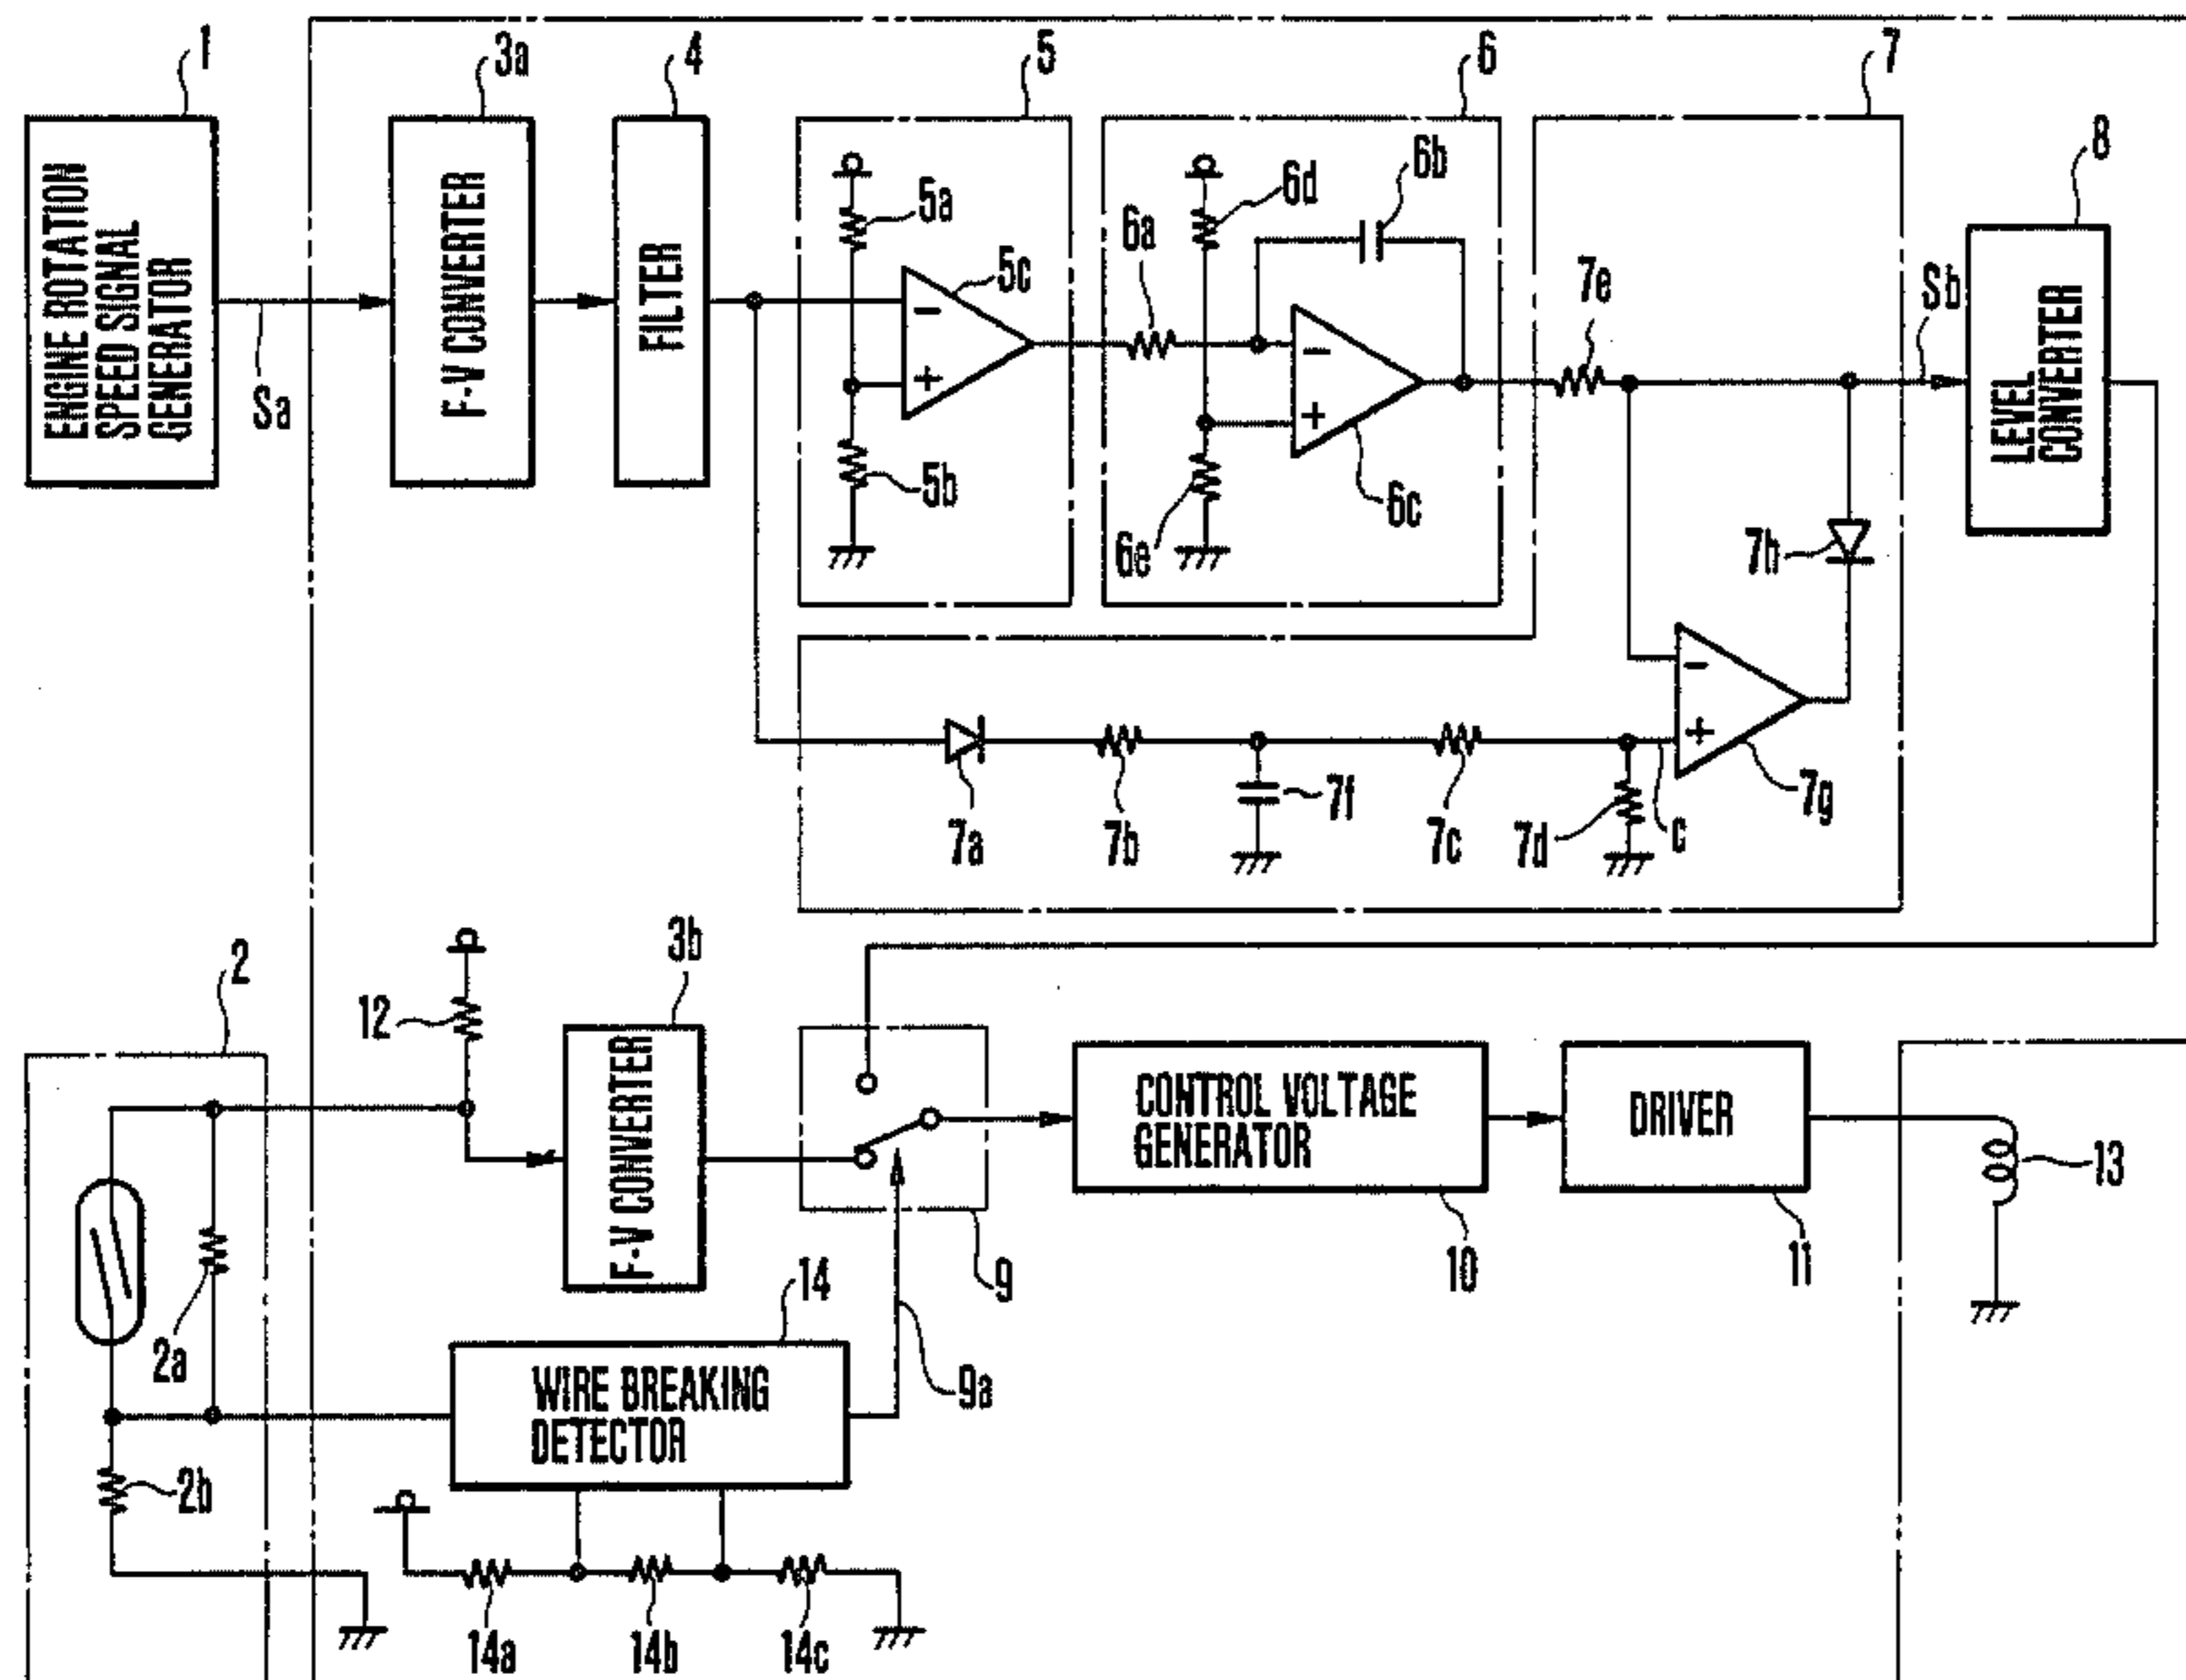 1
3a
4
5
6
7
8
ENGINE ROTATION
SPEED SIGNAL
GENERATOR
Sa
F-V CONVERTER
FILTER
5a
5b
5c
-
+
6a
6d
6b
6e
6c
-
+
7e
Sb
LEVEL
CONVERTER
7h
7a
7b
7f
7c
7d
C
7g
-
+
2
12
3b
F-V CONVERTER
CONTROL VOLTAGE
GENERATOR
DRIVER
13
2a
14
9
10
11
9a
WIRE BREAKING
DETECTOR
2b
14a
14b
14c